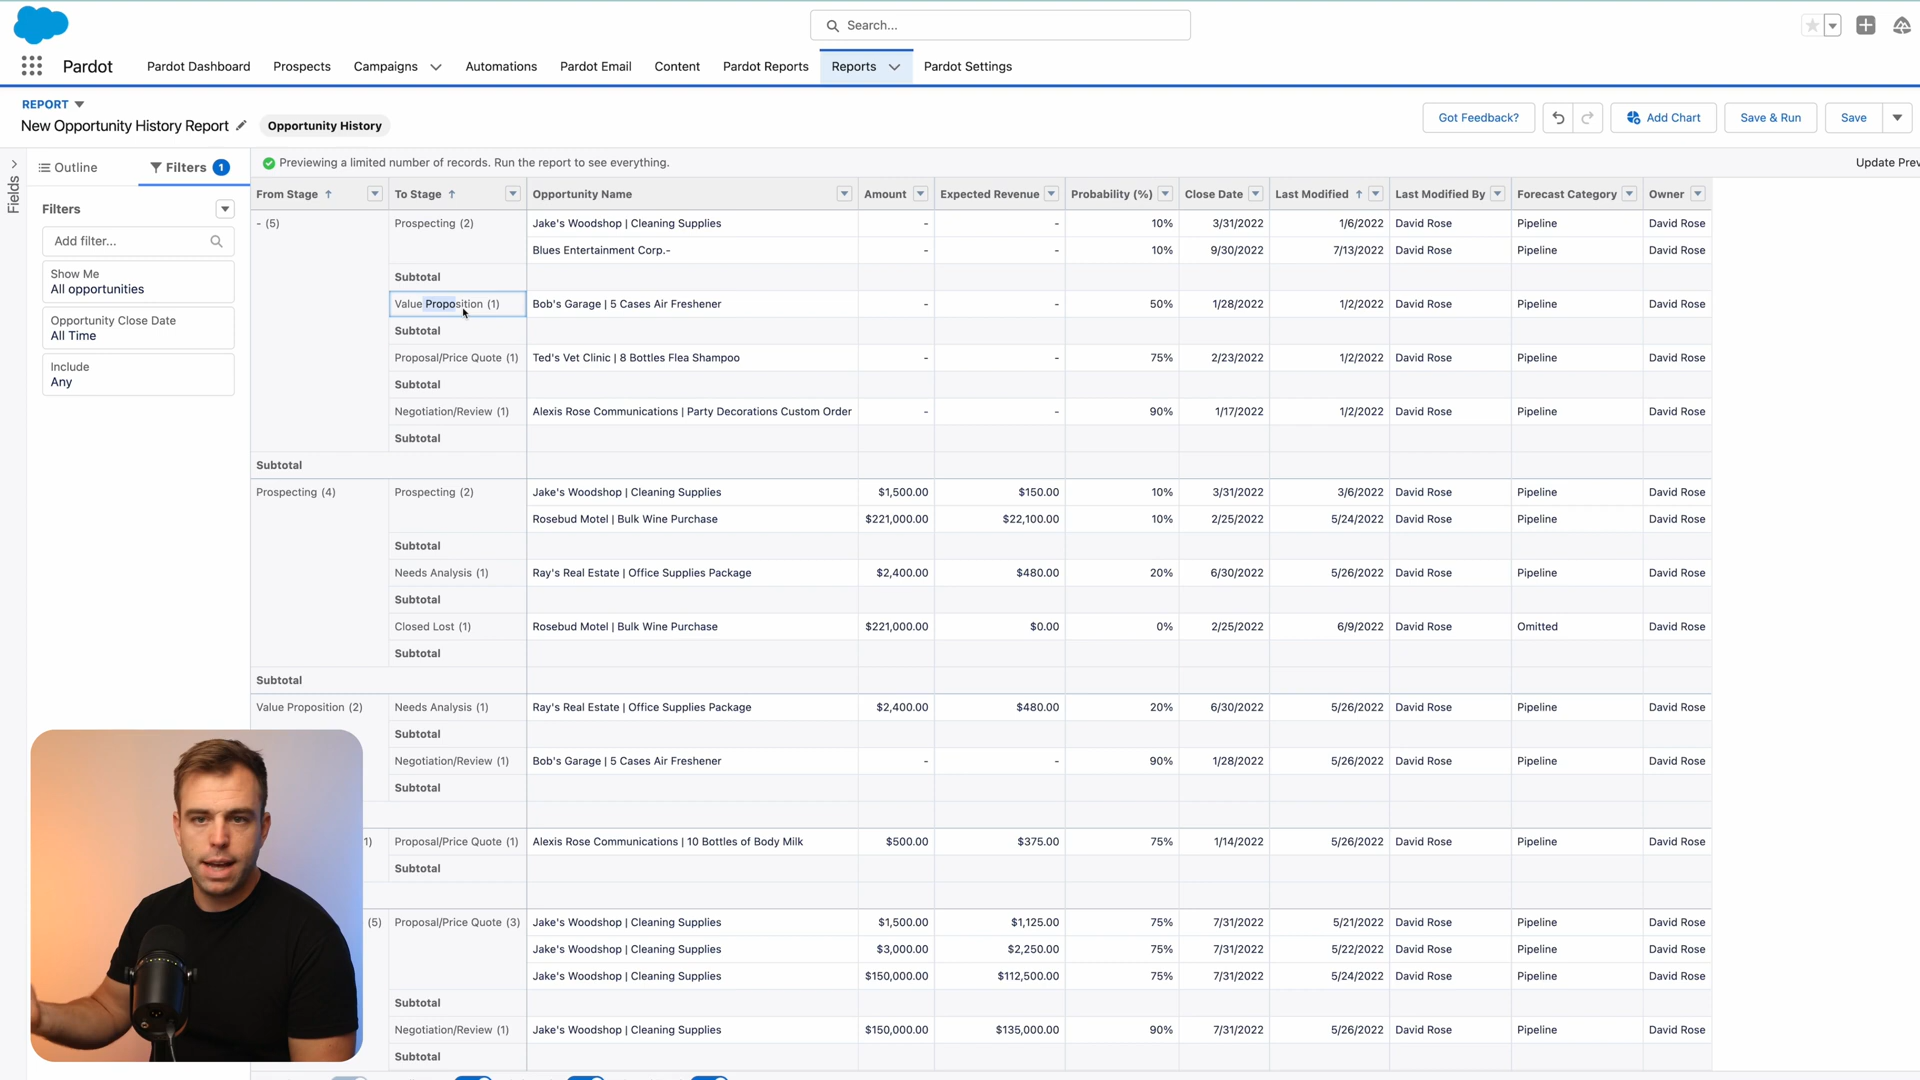 Search...
Pardot
Pardot Dashboard
Prospects
Campaigns
Automations
Pardot Email
Content
Pardot Reports
Reports
Pardot Settings
REPORT
New Opportunity History Report
Opportunity History
Got Feedback?
Add Chart
Save & Run
Save
Fields
Outline
Filters 1
Previewing a limited number of records. Run the report to see everything.
Update Prev
Filters
Add filter...
Show Me
All opportunities
Opportunity Close Date
All Time
Include
Any
From Stage ↑ To Stage ↑ Opportunity Name Amount Expected Revenue Probability (%) Close Date Last Modified ↑ Last Modified By Forecast Category Owner
- (5) Prospecting (2) Jake's Woodshop | Cleaning Supplies - - 10% 3/31/2022 1/6/2022 David Rose Pipeline David Rose
Blues Entertainment Corp.- - - 10% 9/30/2022 7/13/2022 David Rose Pipeline David Rose
Subtotal
Value Proposition (1) Bob's Garage | 5 Cases Air Freshener - - 50% 1/28/2022 1/2/2022 David Rose Pipeline David Rose
Subtotal
Proposal/Price Quote (1) Ted's Vet Clinic | 8 Bottles Flea Shampoo - - 75% 2/23/2022 1/2/2022 David Rose Pipeline David Rose
Subtotal
Negotiation/Review (1) Alexis Rose Communications | Party Decorations Custom Order - - 90% 1/17/2022 1/2/2022 David Rose Pipeline David Rose
Subtotal
Subtotal
Prospecting (4) Prospecting (2) Jake's Woodshop | Cleaning Supplies $1,500.00 $150.00 10% 3/31/2022 3/6/2022 David Rose Pipeline David Rose
Rosebud Motel | Bulk Wine Purchase $221,000.00 $22,100.00 10% 2/25/2022 5/24/2022 David Rose Pipeline David Rose
Subtotal
Needs Analysis (1) Ray's Real Estate | Office Supplies Package $2,400.00 $480.00 20% 6/30/2022 5/26/2022 David Rose Pipeline David Rose
Subtotal
Closed Lost (1) Rosebud Motel | Bulk Wine Purchase $221,000.00 $0.00 0% 2/25/2022 6/9/2022 David Rose Omitted David Rose
Subtotal
Subtotal
Value Proposition (2) Needs Analysis (1) Ray's Real Estate | Office Supplies Package $2,400.00 $480.00 20% 6/30/2022 5/26/2022 David Rose Pipeline David Rose
Subtotal
Negotiation/Review (1) Bob's Garage | 5 Cases Air Freshener - - 90% 1/28/2022 5/26/2022 David Rose Pipeline David Rose
Subtotal
1) Proposal/Price Quote (1) Alexis Rose Communications | 10 Bottles of Body Milk $500.00 $375.00 75% 1/14/2022 5/26/2022 David Rose Pipeline David Rose
Subtotal
(5) Proposal/Price Quote (3) Jake's Woodshop | Cleaning Supplies $1,500.00 $1,125.00 75% 7/31/2022 5/21/2022 David Rose Pipeline David Rose
Jake's Woodshop | Cleaning Supplies $3,000.00 $2,250.00 75% 7/31/2022 5/22/2022 David Rose Pipeline David Rose
Jake's Woodshop | Cleaning Supplies $150,000.00 $112,500.00 75% 7/31/2022 5/24/2022 David Rose Pipeline David Rose
Subtotal
Negotiation/Review (1) Jake's Woodshop | Cleaning Supplies $150,000.00 $135,000.00 90% 7/31/2022 5/26/2022 David Rose Pipeline David Rose
Subtotal